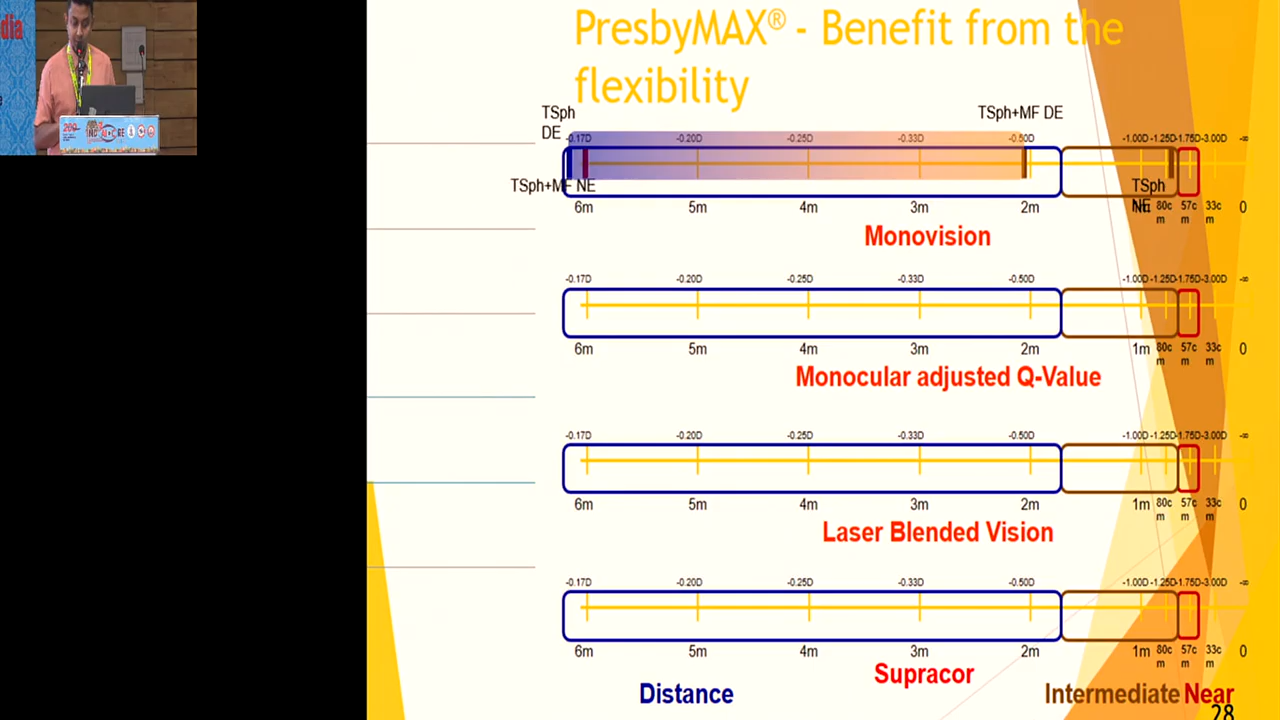 PresbyMAX® - Benefit from the
flexibility
TSph
DE
TSph+MF DE
-0.17D -0.20D -0.25D -0.33D -0.50D -1.00D -1.25D -1.75D -3.00D -∞
TSph+MF NE
TSph
NE
6m 5m 4m 3m 2m 80cm 57cm 33cm 0
Monovision
-0.17D -0.20D -0.25D -0.33D -0.50D -1.00D -1.25D -1.75D -3.00D -∞
6m 5m 4m 3m 2m 1m 80cm 57cm 33cm 0
Monocular adjusted Q-Value
-0.17D -0.20D -0.25D -0.33D -0.50D -1.00D -1.25D -1.75D -3.00D -∞
6m 5m 4m 3m 2m 1m 80cm 57cm 33cm 0
Laser Blended Vision
-0.17D -0.20D -0.25D -0.33D -0.50D -1.00D -1.25D -1.75D -3.00D -∞
6m 5m 4m 3m 2m 1m 80cm 57cm 33cm 0
Supracor
Distance Intermediate Near
28